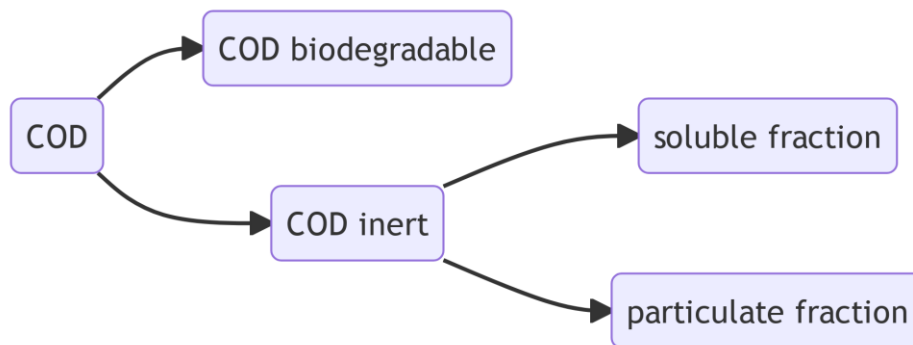 COD biodegradable
COD
soluble fraction
COD inert
particulate fraction